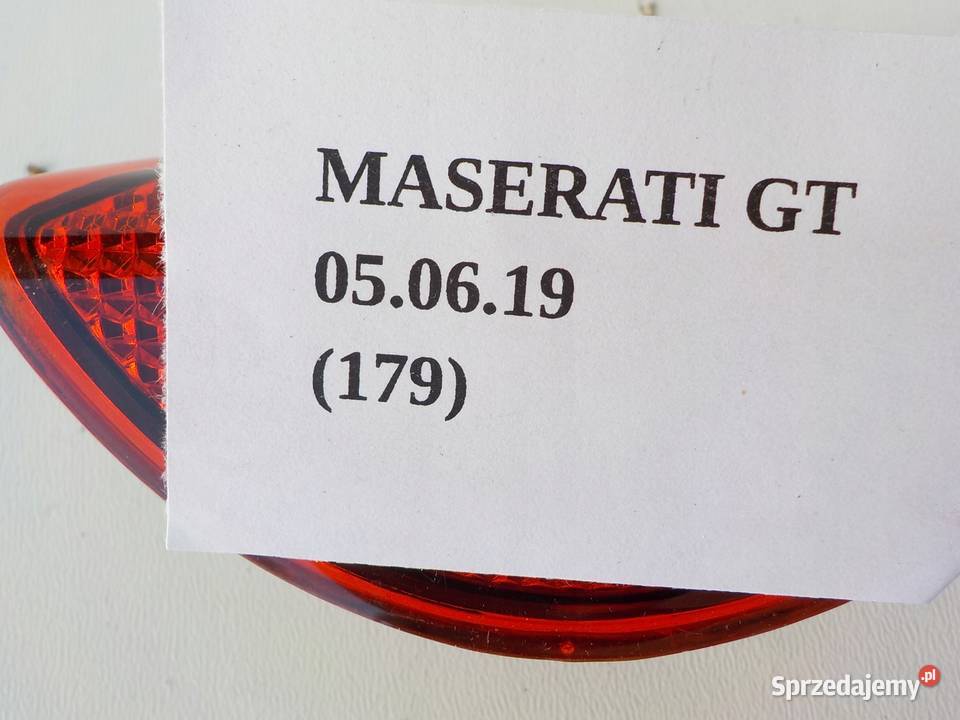 MASERATI GT
05.06.19
(179)
Sprzedajemy.pl